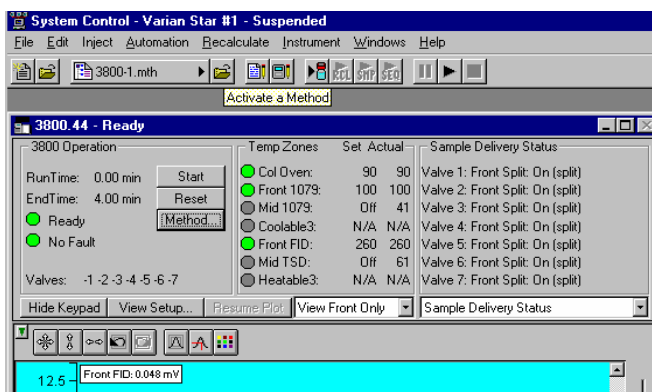 System Control - Varian Star #1 - Suspended
File Edit Inject Automation Recalculate Instrument Windows Help
3800-1.mth RCL SMP SEQ
Activate a Method
3800.44 - Ready
3800 Operation Temp Zones Set Actual Sample Delivery Status
RunTime: 0.00 min Start Col Oven: 90 90 Valve 1: Front Split: On (split)
EndTime: 4.00 min Reset Front 1079: 100 100 Valve 2: Front Split: On (split)
Ready Method... Mid 1079: Off 41 Valve 3: Front Split: On (split)
No Fault Coolable3: N/A N/A Valve 4: Front Split: On (split)
Front FID: 260 260 Valve 5: Front Split: On (split)
Mid TSD: Off 61 Valve 6: Front Split: On (split)
Valves: -1 -2 -3 -4 -5 -6 -7 Heatable3: N/A N/A Valve 7: Front Split: On (split)
Hide Keypad View Setup... Resume Plot View Front Only Sample Delivery Status
12.5 Front FID: 0.048 mV